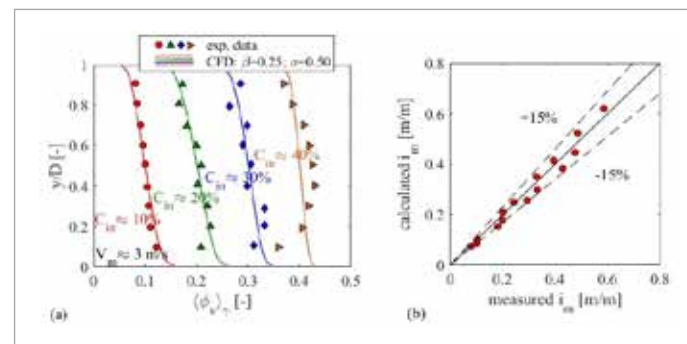 exp. data
CFD: β=0.25; σ=0.50
1
0.8
0.6
0.4
0.2
0
y/D [-]
C_in ≈ 10%
C_in ≈ 20%
C_in ≈ 30%
C_in ≈ 40%
V_m ≈ 3 m/s
0 0.1 0.2 0.3 0.4 0.5
[-]
(a)
0.8
0.6
0.4
0.2
0
calculated i_m [m/m]
+15%
-15%
0 0.2 0.4 0.6 0.8
measured i_m [m/m]
(b)